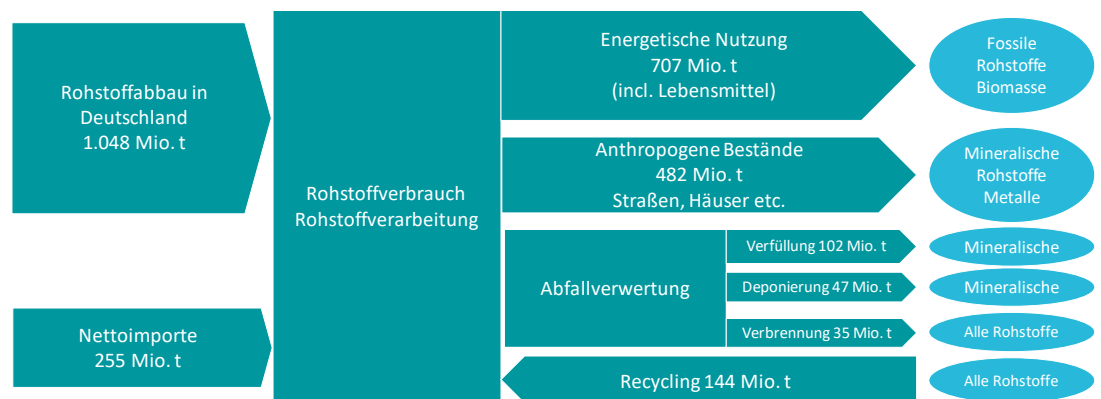 Rohstoffabbau in
Deutschland
1.048 Mio. t
Nettoimporte
255 Mio. t
Rohstoffverbrauch
Rohstoffverarbeitung
Energetische Nutzung
707 Mio. t
(incl. Lebensmittel)
Fossile
Rohstoffe
Biomasse
Anthropogene Bestände
482 Mio. t
Straßen, Häuser etc.
Mineralische
Rohstoffe
Metalle
Abfallverwertung
Verfüllung 102 Mio. t
Mineralische
Deponierung 47 Mio. t
Mineralische
Verbrennung 35 Mio. t
Alle Rohstoffe
Recycling 144 Mio. t
Alle Rohstoffe